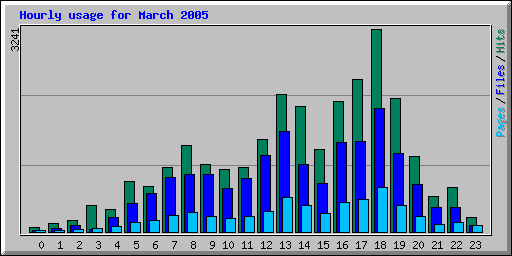 Hourly usage for March 2005
3241
Pages / Files / Hits
0 1 2 3 4 5 6 7 8 9 10 11 12 13 14 15 16 17 18 19 20 21 22 23